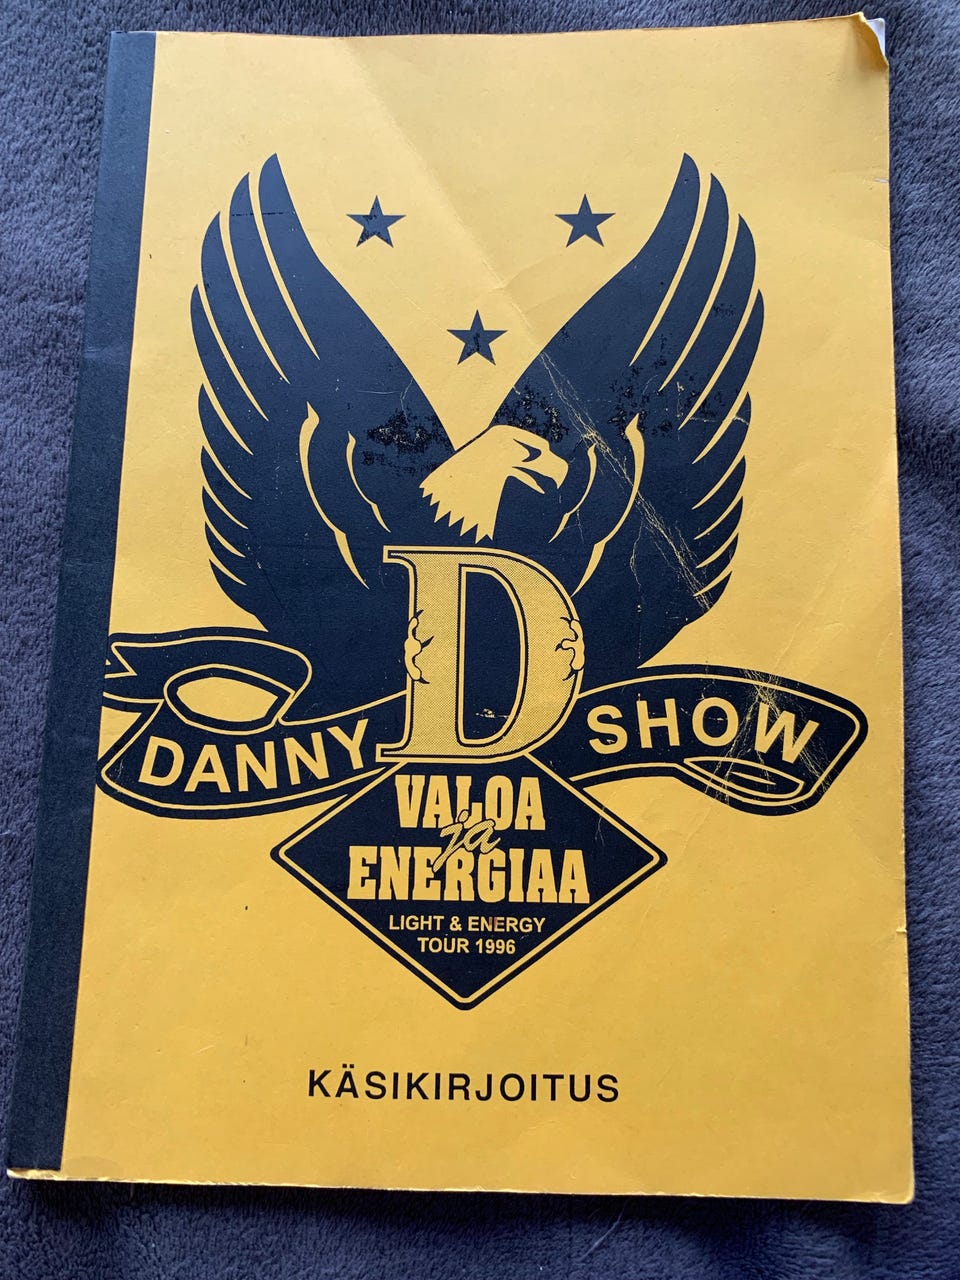 D
DANNY SHOW
VALOA
ja
ENERGIAA
LIGHT & ENERGY
TOUR 1996
KÄSIKIRJOITUS